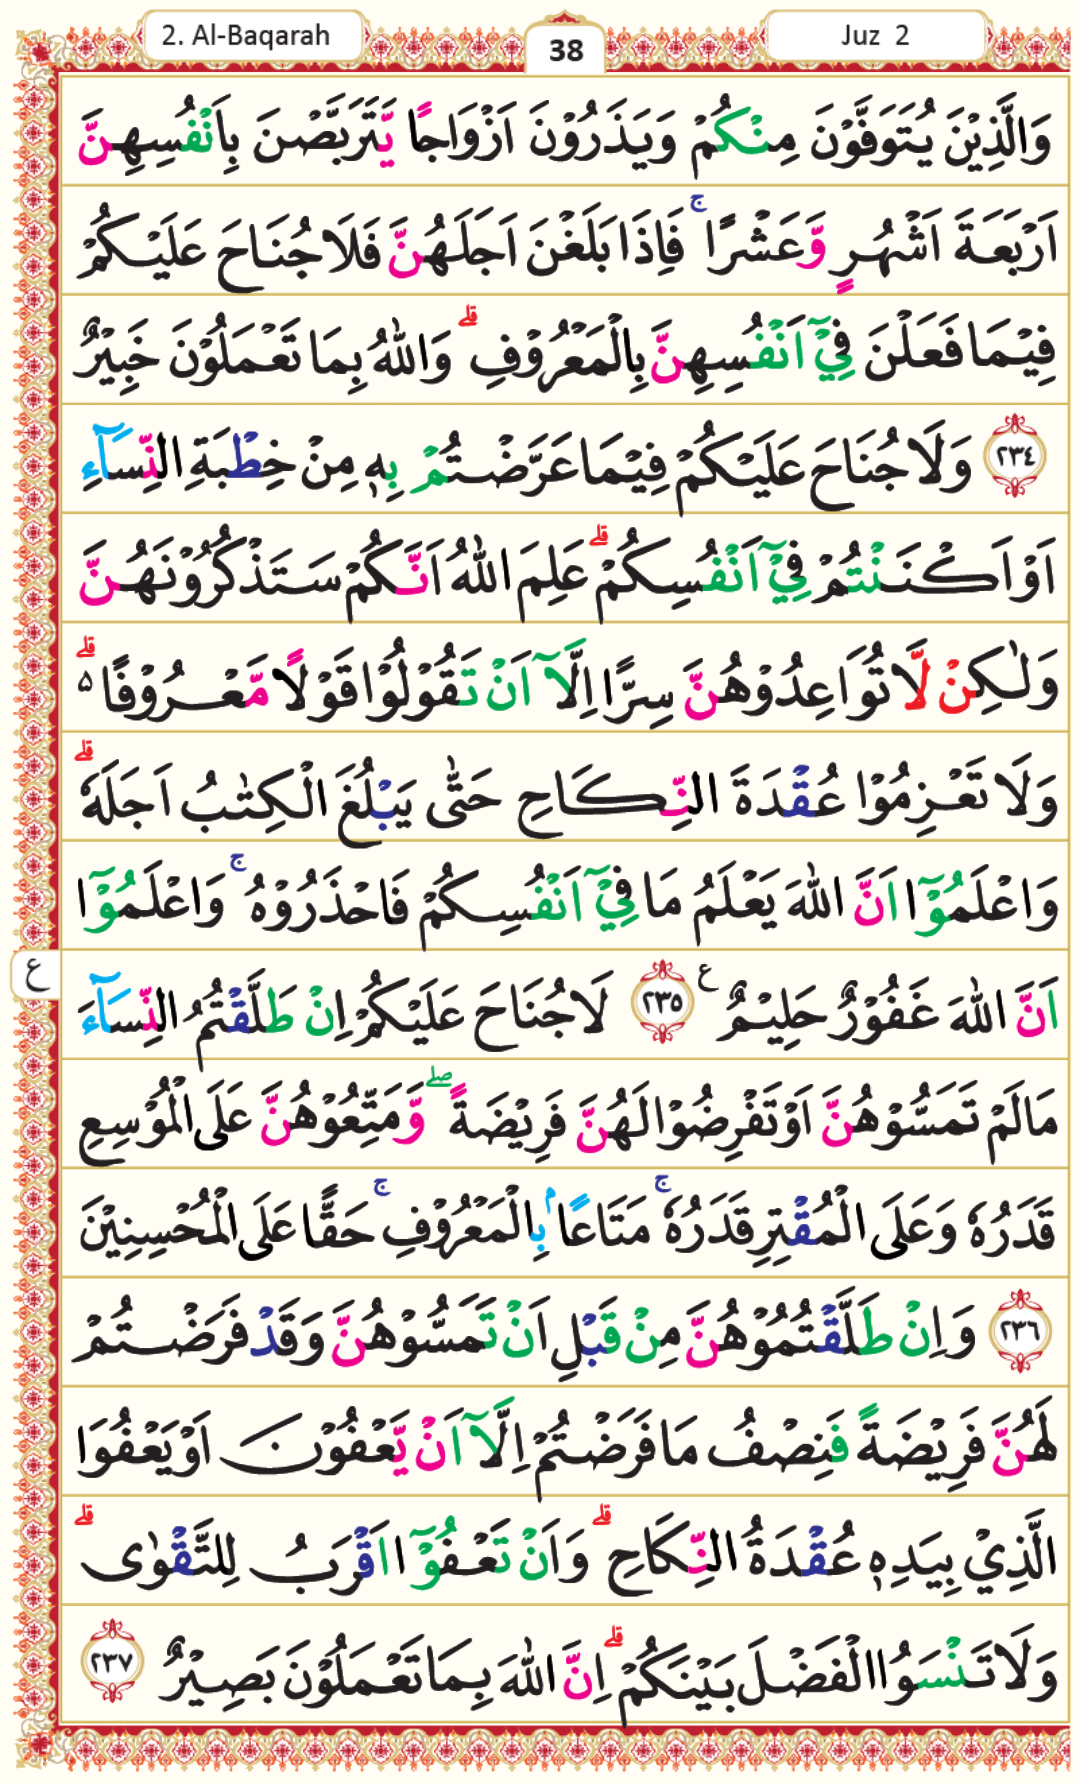 2. Al-Baqarah
38
Juz 2
وَالَّذِيْنَ يُتَوَفَّوْنَ مِنْكُمْ وَيَذَرُوْنَ اَزْوَاجًا يَّتَرَبَّصْنَ بِاَنْفُسِهِنَّ
اَرْبَعَةَ اَشْهُرٍ وَّعَشْرًا ۚ فَاِذَا بَلَغْنَ اَجَلَهُنَّ فَلَا جُنَاحَ عَلَيْكُمْ
فِيْمَا فَعَلْنَ فِيْٓ اَنْفُسِهِنَّ بِالْمَعْرُوْفِۗ وَاللّٰهُ بِمَا تَعْمَلُوْنَ خَبِيْرٌ
٢٣٤ وَلَا جُنَاحَ عَلَيْكُمْ فِيْمَا عَرَّضْتُمْ بِهٖ مِنْ خِطْبَةِ النِّسَاۤءِ
اَوْ اَكْنَنْتُمْ فِيْٓ اَنْفُسِكُمْ ۗ عَلِمَ اللّٰهُ اَنَّكُمْ سَتَذْكُرُوْنَهُنَّ
وَلٰكِنْ لَّا تُوَاعِدُوْهُنَّ سِرًّا اِلَّآ اَنْ تَقُوْلُوْا قَوْلًا مَّعْرُوْفًا ۗ ە
وَلَا تَعْزِمُوْا عُقْدَةَ النِّكَاحِ حَتّٰى يَبْلُغَ الْكِتٰبُ اَجَلَهٗ ۗ
وَاعْلَمُوْٓا اَنَّ اللّٰهَ يَعْلَمُ مَا فِيْٓ اَنْفُسِكُمْ فَاحْذَرُوْهُ ۚ وَاعْلَمُوْٓا
ع
اَنَّ اللّٰهَ غَفُوْرٌ حَلِيْمٌ ࣖ ٢٣٥ لَا جُنَاحَ عَلَيْكُمْ اِنْ طَلَّقْتُمُ النِّسَاۤءَ
مَا لَمْ تَمَسُّوْهُنَّ اَوْ تَفْرِضُوْا لَهُنَّ فَرِيْضَةً ۖ وَّمَتِّعُوْهُنَّ عَلَى الْمُوْسِعِ
قَدَرُهٗ وَعَلَى الْمُقْتِرِ قَدَرُهٗ ۚ مَتَاعًا ۢبِالْمَعْرُوْفِۚ حَقًّا عَلَى الْمُحْسِنِيْنَ
٢٣٦ وَاِنْ طَلَّقْتُمُوْهُنَّ مِنْ قَبْلِ اَنْ تَمَسُّوْهُنَّ وَقَدْ فَرَضْتُمْ
لَهُنَّ فَرِيْضَةً فَنِصْفُ مَا فَرَضْتُمْ اِلَّآ اَنْ يَّعْفُوْنَ اَوْ يَعْفُوَا
الَّذِيْ بِيَدِهٖ عُقْدَةُ النِّكَاحِ ۗ وَاَنْ تَعْفُوْٓا اَقْرَبُ لِلتَّقْوٰىۗ
وَلَا تَنْسَوُا الْفَضْلَ بَيْنَكُمْ ۗ اِنَّ اللّٰهَ بِمَا تَعْمَلُوْنَ بَصِيْرٌ ٢٣٧